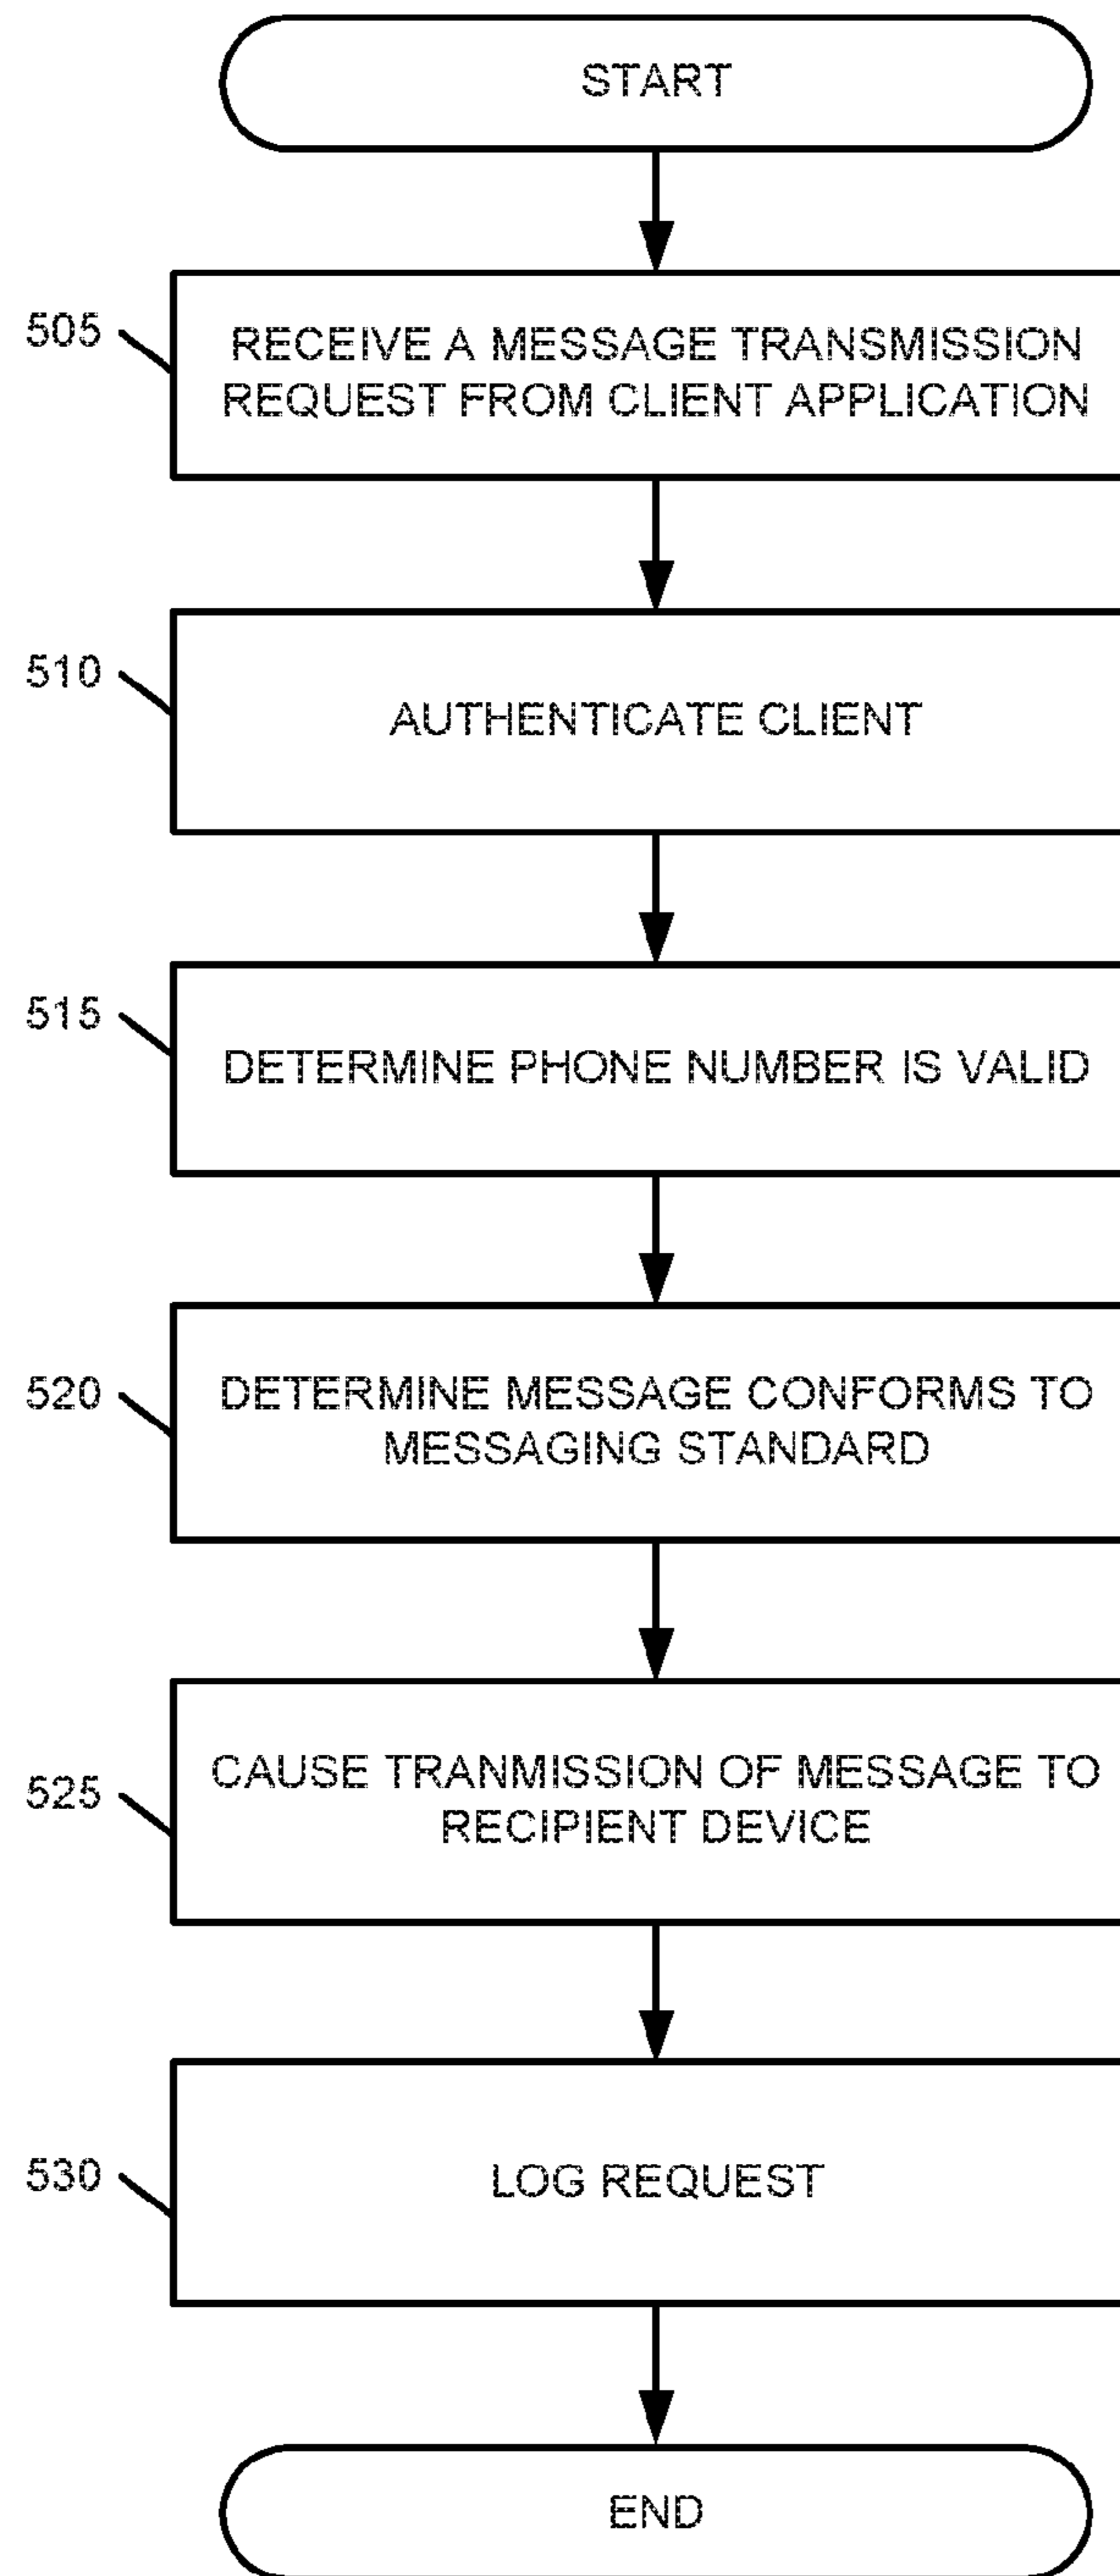 START
505
RECEIVE A MESSAGE TRANSMISSION
REQUEST FROM CLIENT APPLICATION
510
AUTHENTICATE CLIENT
515
DETERMINE PHONE NUMBER IS VALID
520
DETERMINE MESSAGE CONFORMS TO
MESSAGING STANDARD
525
CAUSE TRANMISSION OF MESSAGE TO
RECIPIENT DEVICE
530
LOG REQUEST
END